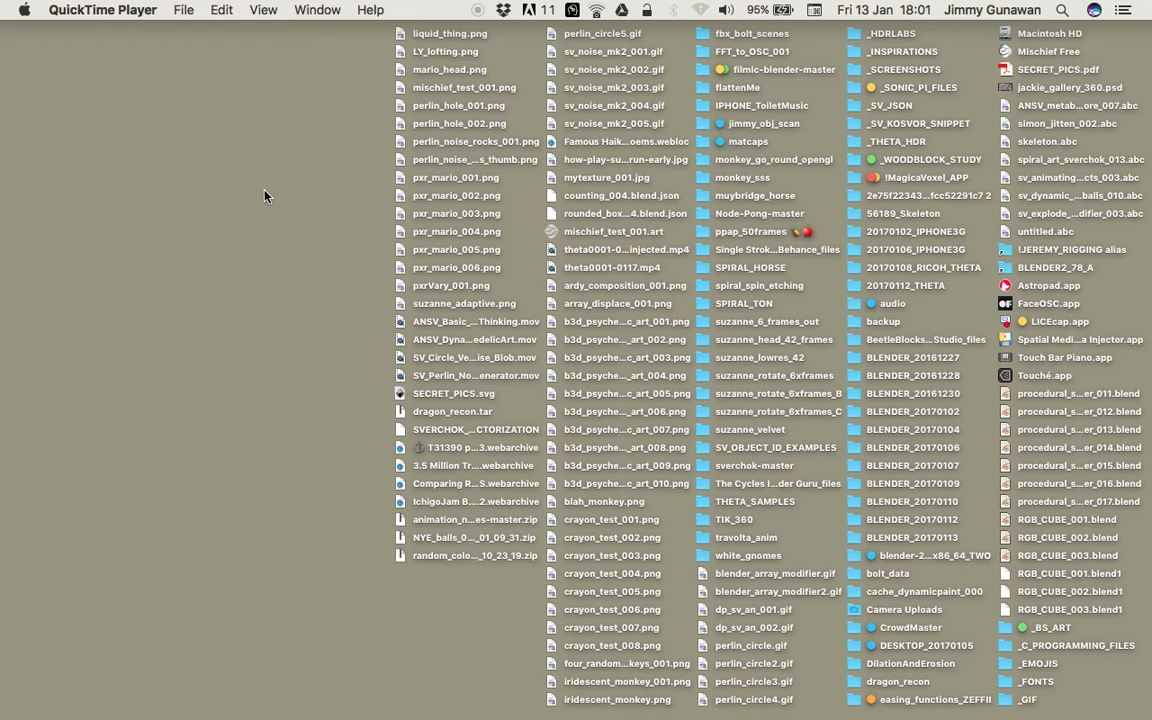 QuickTime Player File Edit View Window Help 11 95% Fri 13 Jan 18:01 Jimmy Gunawan
liquid_thing.png
LY_lofting.png
mario_head.png
mischief_test_001.png
perlin_hole_001.png
perlin_hole_002.png
perlin_noise_rocks_001.png
perlin_noise_...s_thumb.png
pxr_mario_001.png
pxr_mario_002.png
pxr_mario_003.png
pxr_mario_004.png
pxr_mario_005.png
pxr_mario_006.png
pxrVary_001.png
suzanne_adaptive.png
ANSV_Basic_...Thinking.mov
ANSV_Dyna...edelicArt.mov
SV_Circle_Ve...ise_Blob.mov
SV_Perlin_No...enerator.mov
SECRET_PICS.svg
dragon_recon.tar
SVERCHOK_...CTORIZATION
T31390 p...3.webarchive
3.5 Million Tr....webarchive
Comparing R...S.webarchive
IchigoJam B....2.webarchive
animation_n...es-master.zip
NYE_balls_0..._01_09_31.zip
random_colo..._10_23_19.zip
perlin_circle5.gif
sv_noise_mk2_001.gif
sv_noise_mk2_002.gif
sv_noise_mk2_003.gif
sv_noise_mk2_004.gif
sv_noise_mk2_005.gif
Famous Haik...oems.webloc
how-play-su...run-early.jpg
mytexture_001.jpg
counting_004.blend.json
rounded_box...4.blend.json
mischief_test_001.art
theta0001-0...injected.mp4
theta0001-0117.mp4
ardy_composition_001.png
array_displace_001.png
b3d_psyche...c_art_001.png
b3d_psyche..._art_002.png
b3d_psyche...c_art_003.png
b3d_psyche..._art_004.png
b3d_psyche...c_art_005.png
b3d_psyche..._art_006.png
b3d_psyche...c_art_007.png
b3d_psyche..._art_008.png
b3d_psyche...c_art_009.png
b3d_psyche...c_art_010.png
blah_monkey.png
crayon_test_001.png
crayon_test_002.png
crayon_test_003.png
crayon_test_004.png
crayon_test_005.png
crayon_test_006.png
crayon_test_007.png
crayon_test_008.png
four_random...keys_001.png
iridescent_monkey_001.png
iridescent_monkey.png
fbx_bolt_scenes
FFT_to_OSC_001
filmic-blender-master
flattenMe
IPHONE_ToiletMusic
jimmy_obj_scan
matcaps
monkey_go_round_opengl
monkey_sss
muybridge_horse
Node-Pong-master
ppap_50frames
Single Strok...Behance_files
SPIRAL_HORSE
spiral_spin_etching
SPIRAL_TON
suzanne_6_frames_out
suzanne_head_42_frames
suzanne_lowres_42
suzanne_rotate_6xframes
suzanne_rotate_6xframes_B
suzanne_rotate_6xframes_C
suzanne_velvet
SV_OBJECT_ID_EXAMPLES
sverchok-master
The Cycles I...der Guru_files
THETA_SAMPLES
TIK_360
travolta_anim
white_gnomes
blender_array_modifier.gif
blender_array_modifier2.gif
dp_sv_an_001.gif
dp_sv_an_002.gif
perlin_circle.gif
perlin_circle2.gif
perlin_circle3.gif
perlin_circle4.gif
_HDRLABS
_INSPIRATIONS
_SCREENSHOTS
_SONIC_PI_FILES
_SV_JSON
_SV_KOSVOR_SNIPPET
_THETA_HDR
_WOODBLOCK_STUDY
!MagicaVoxel_APP
2e75f22343...fcc52291c7 2
56189_Skeleton
20170102_IPHONE3G
20170106_IPHONE3G
20170108_RICOH_THETA
20170112_THETA
audio
backup
BeetleBlocks...Studio_files
BLENDER_20161227
BLENDER_20161228
BLENDER_20161230
BLENDER_20170102
BLENDER_20170104
BLENDER_20170106
BLENDER_20170107
BLENDER_20170109
BLENDER_20170110
BLENDER_20170112
BLENDER_20170113
blender-2...x86_64_TWO
bolt_data
cache_dynamicpaint_000
Camera Uploads
CrowdMaster
DESKTOP_20170105
DilationAndErosion
dragon_recon
easing_functions_ZEFFII
Macintosh HD
Mischief Free
SECRET_PICS.pdf
jackie_gallery_360.psd
ANSV_metab...ore_007.abc
simon_jitten_002.abc
skeleton.abc
spiral_art_sverchok_013.abc
sv_animating...cts_003.abc
sv_dynamic_...balls_010.abc
sv_explode_...difier_003.abc
untitled.abc
!JEREMY_RIGGING alias
BLENDER2_78_A
Astropad.app
FaceOSC.app
LICEcap.app
Spatial Medi...a Injector.app
Touch Bar Piano.app
Touché.app
procedural_s...er_011.blend
procedural_s...er_012.blend
procedural_s...er_013.blend
procedural_s...er_014.blend
procedural_s...er_015.blend
procedural_s...er_016.blend
procedural_s...er_017.blend
RGB_CUBE_001.blend
RGB_CUBE_002.blend
RGB_CUBE_003.blend
RGB_CUBE_001.blend1
RGB_CUBE_002.blend1
RGB_CUBE_003.blend1
_BS_ART
_C_PROGRAMMING_FILES
_EMOJIS
_FONTS
_GIF